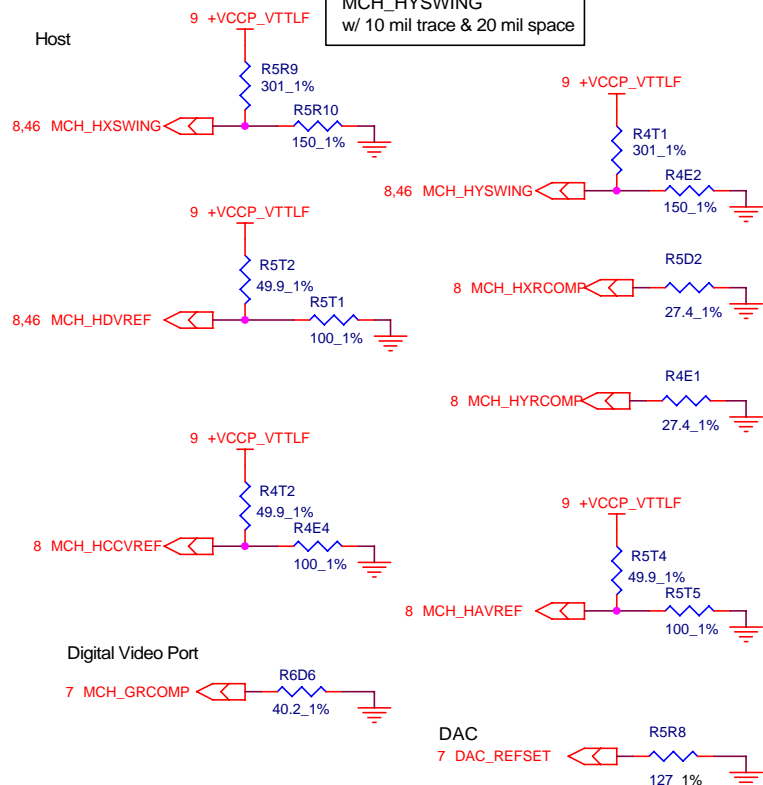 MCH_HYSWING
w/ 10 mil trace & 20 mil space
Host
9 +VCCP_VTTLF
R5R9
301_1%
8,46 MCH_HXSWING
R5R10
150_1%
9 +VCCP_VTTLF
R4T1
301_1%
8,46 MCH_HYSWING
R4E2
150_1%
9 +VCCP_VTTLF
R5T2
49.9_1%
8,46 MCH_HDVREF
R5T1
100_1%
8 MCH_HXRCOMP
R5D2
27.4_1%
8 MCH_HYRCOMP
R4E1
27.4_1%
9 +VCCP_VTTLF
R4T2
49.9_1%
8 MCH_HCCVREF
R4E4
100_1%
9 +VCCP_VTTLF
R5T4
49.9_1%
8 MCH_HAVREF
R5T5
100_1%
Digital Video Port
7 MCH_GRCOMP
R6D6
40.2_1%
DAC
7 DAC_REFSET
R5R8
127_1%